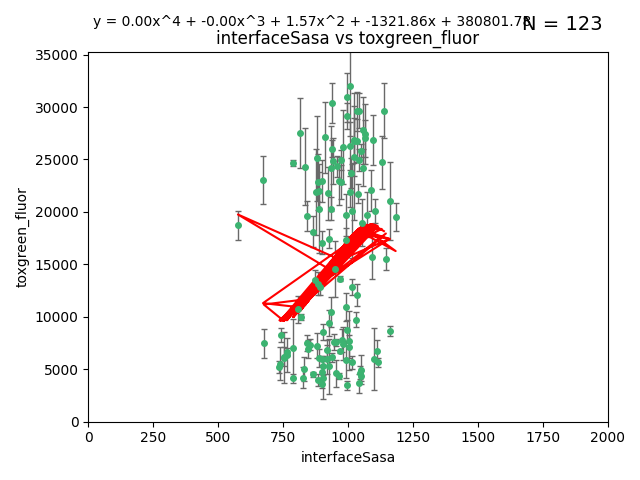 y = 0.00x^4 + -0.00x^3 + 1.57x^2 + -1321.86x + 380801.78
N = 123
interfaceSasa vs toxgreen_fluor
35000
30000
25000
20000
15000
10000
5000
0
toxgreen_fluor
0 250 500 750 1000 1250 1500 1750 2000
interfaceSasa